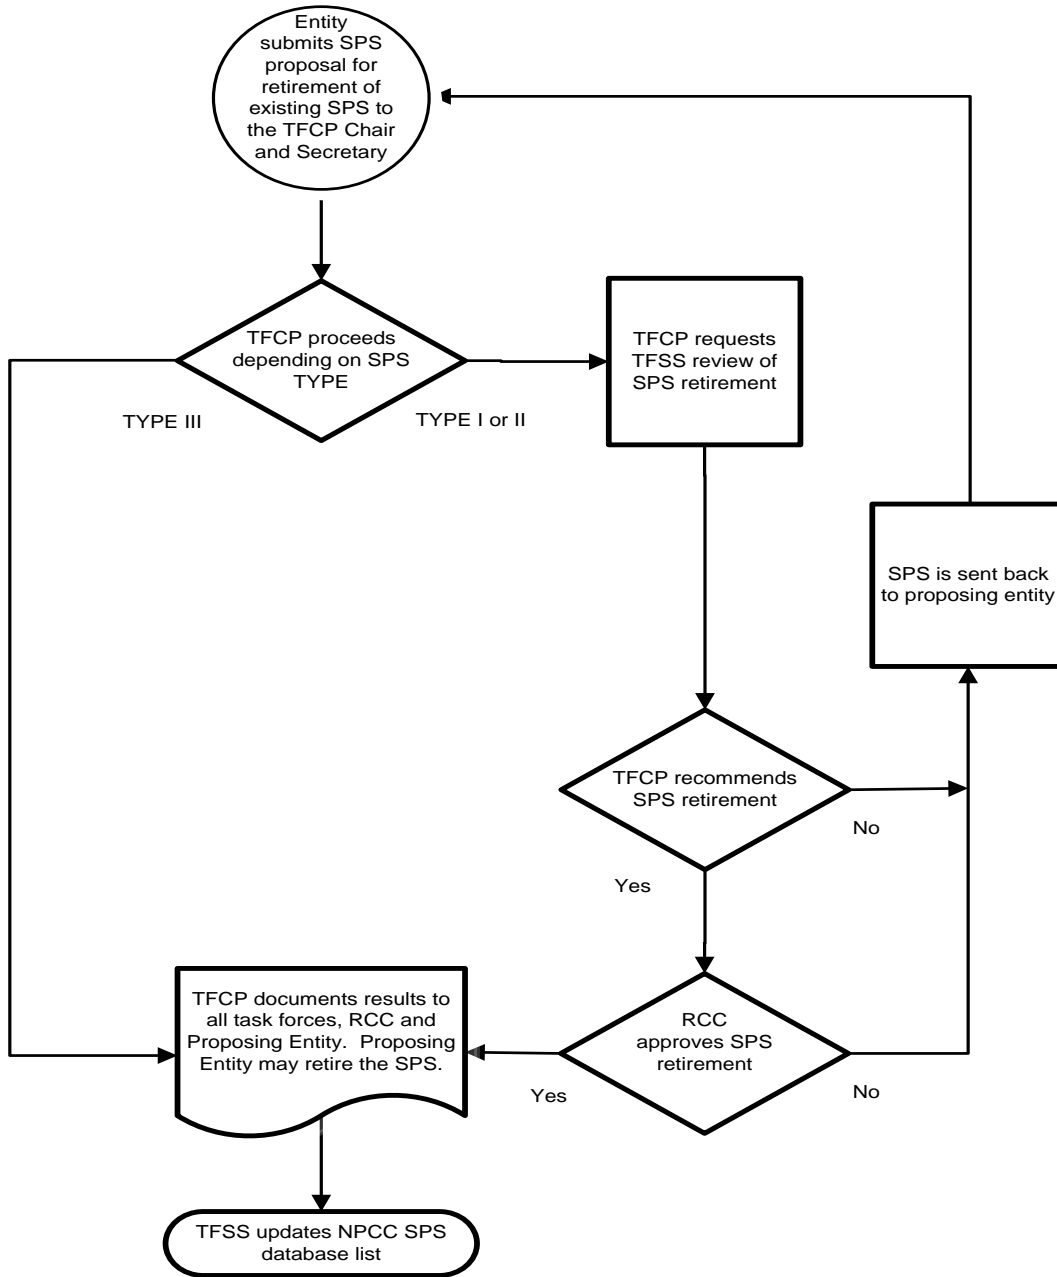 Entity
submits SPS
proposal for
retirement of
existing SPS to
the TFCP Chair
and Secretary
TFCP proceeds
depending on SPS
TYPE
TYPE III
TYPE I or II
TFCP requests
TFSS review of
SPS retirement
SPS is sent back
to proposing entity
TFCP recommends
SPS retirement
No
Yes
TFCP documents results to
all task forces, RCC and
Proposing Entity.  Proposing
Entity may retire the SPS.
RCC
approves SPS
retirement
Yes
No
TFSS updates NPCC SPS
database list